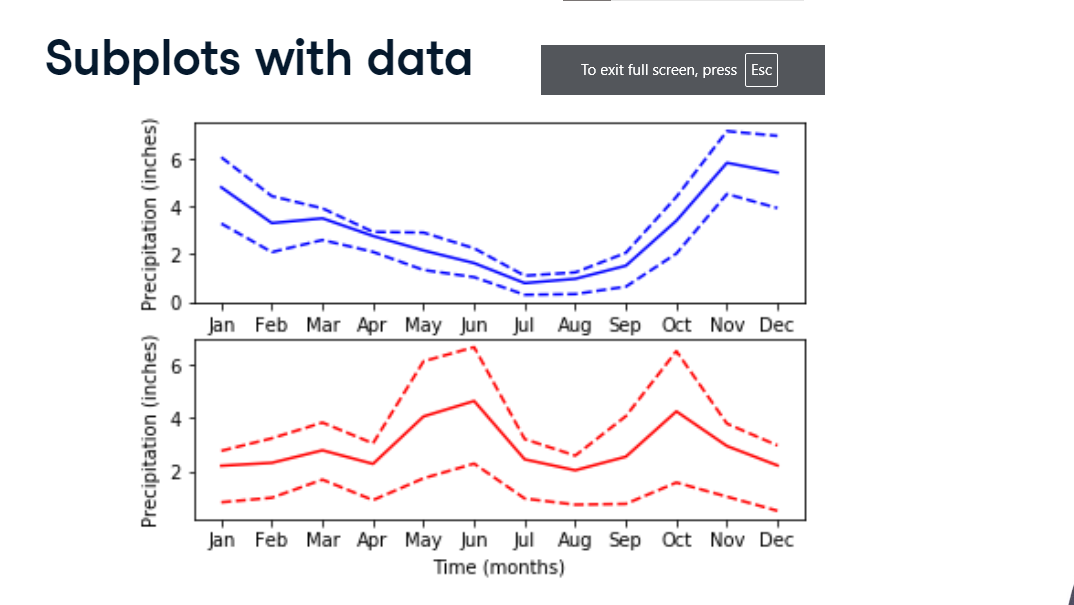 Subplots with data
To exit full screen, press Esc
Precipitation (inches)
6
4
2
0
Jan Feb Mar Apr May Jun Jul Aug Sep Oct Nov Dec
Precipitation (inches)
6
4
2
Jan Feb Mar Apr May Jun Jul Aug Sep Oct Nov Dec
Time (months)